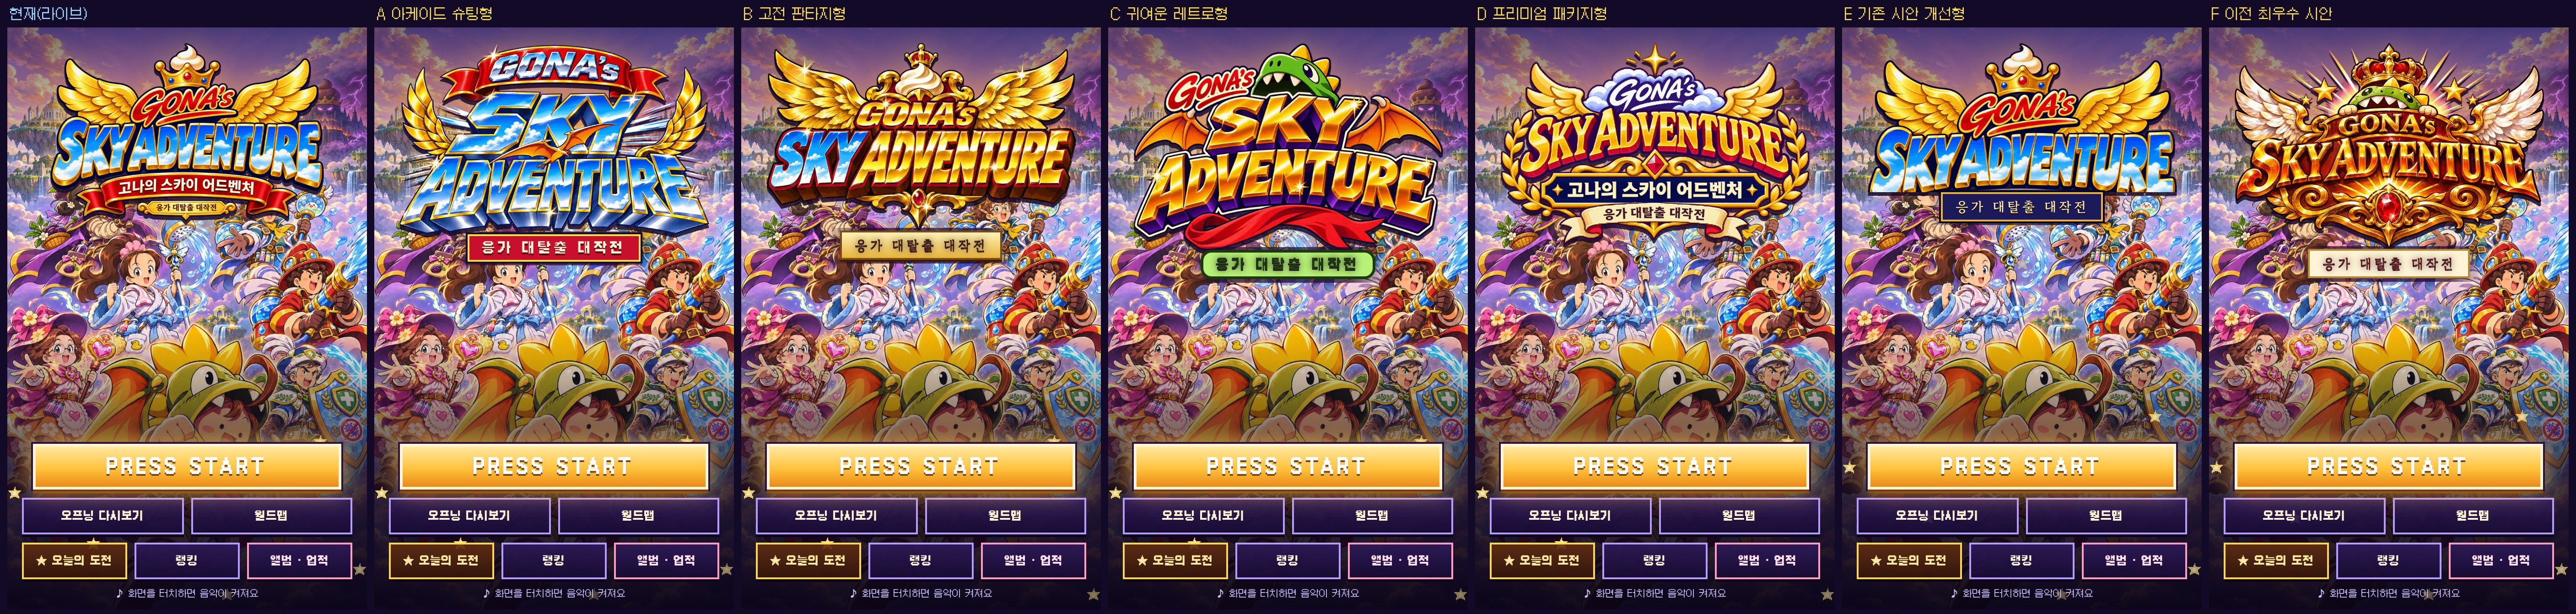 현재(라이브)
GONA's
SKY ADVENTURE
고나의 스카이 어드벤처
응가 대탈출 대작전
PRESS START
오프닝 다시보기
월드맵
★ 오늘의 도전
랭킹
앨범 · 업적
♪ 화면을 터치하면 음악이 켜져요
A 아케이드 슈팅형
GONA's
SKY
ADVENTURE
응가 대탈출 대작전
PRESS START
오프닝 다시보기
월드맵
★ 오늘의 도전
랭킹
앨범 · 업적
♪ 화면을 터치하면 음악이 켜져요
B 고전 판타지형
GONA's
SKY ADVENTURE
응가 대탈출 대작전
PRESS START
오프닝 다시보기
월드맵
★ 오늘의 도전
랭킹
앨범 · 업적
♪ 화면을 터치하면 음악이 켜져요
C 귀여운 레트로형
GONA's
SKY
ADVENTURE
응가 대탈출 대작전
PRESS START
오프닝 다시보기
월드맵
★ 오늘의 도전
랭킹
앨범 · 업적
♪ 화면을 터치하면 음악이 켜져요
D 프리미엄 패키지형
GONA's
SKY ADVENTURE
고나의 스카이 어드벤처
응가 대탈출 대작전
PRESS START
오프닝 다시보기
월드맵
★ 오늘의 도전
랭킹
앨범 · 업적
♪ 화면을 터치하면 음악이 켜져요
E 기존 시안 개선형
GONA's
SKY ADVENTURE
응가 대탈출 대작전
PRESS START
오프닝 다시보기
월드맵
★ 오늘의 도전
랭킹
앨범 · 업적
♪ 화면을 터치하면 음악이 켜져요
F 이전 최우수 시안
GONA's
SKY ADVENTURE
응가 대탈출 대작전
PRESS START
오프닝 다시보기
월드맵
★ 오늘의 도전
랭킹
앨범 · 업적
♪ 화면을 터치하면 음악이 켜져요